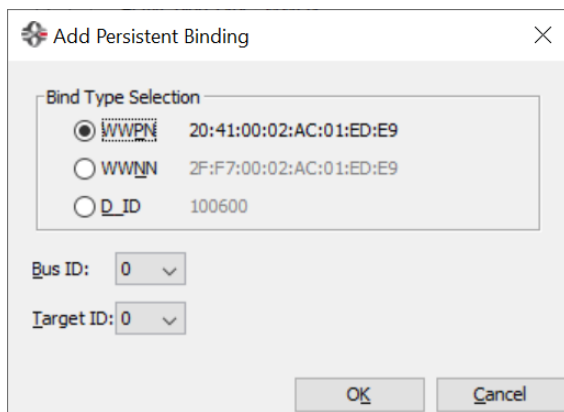 Add Persistent Binding
Bind Type Selection
WWPN 20:41:00:02:AC:01:ED:E9
WWNN 2F:F7:00:02:AC:01:ED:E9
D_ID 100600
Bus ID: 0
Target ID: 0
OK Cancel